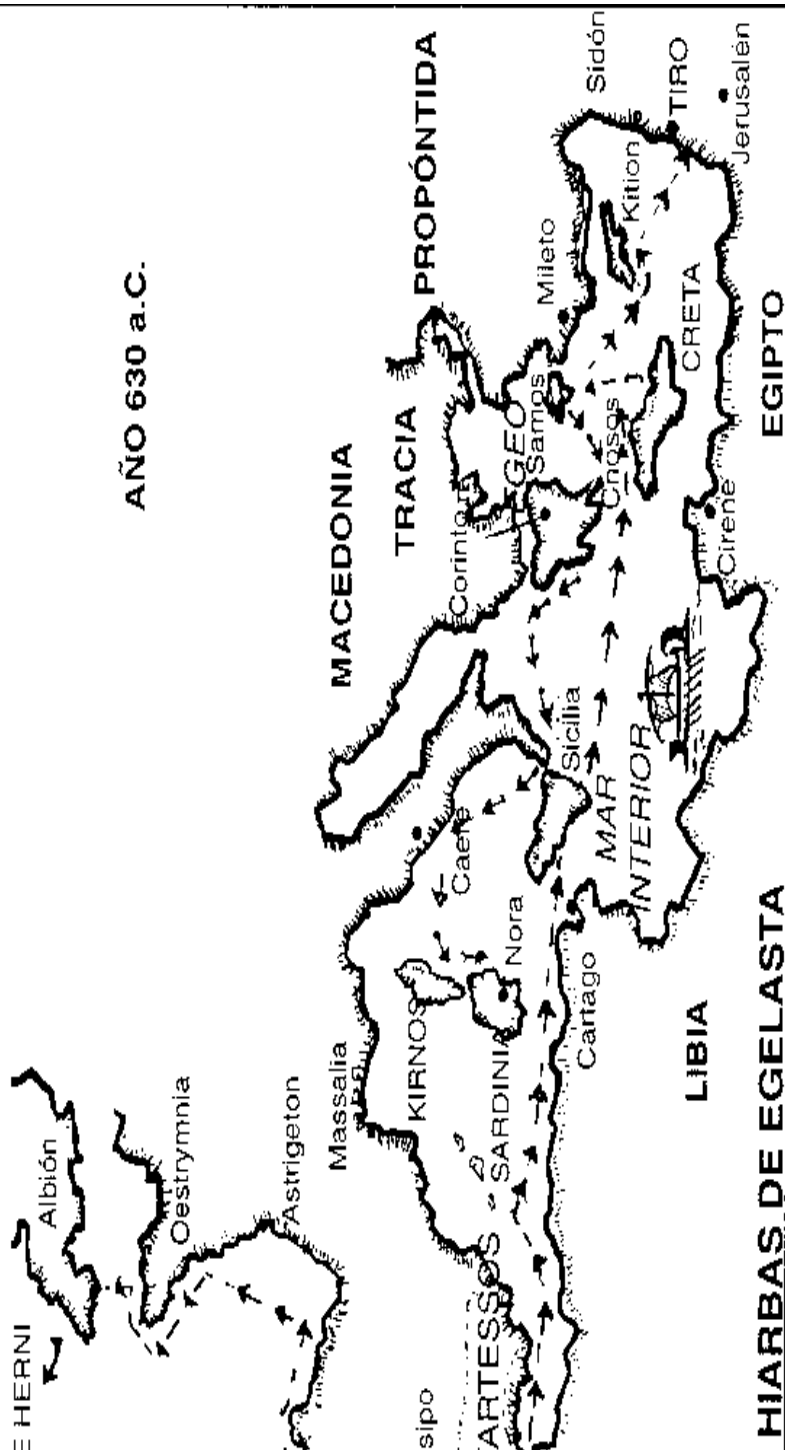 AÑO 630 a.C.
E HERNI
Albión
Oestrymnia
Astrigeton
MACEDONIA
TRACIA
PROPÓNTIDA
Massalia
KIRNOS
Caere
Corinto
EGEO
Samos
Mileto
Sidón
Kition
TIRO
Jerusalén
sipo
ARTESSOS
SARDINIA
Nora
Sicilia
Cnosos
CRETA
Cartago
MAR
INTERIOR
Cirene
EGIPTO
LIBIA
HIARBAS DE EGELASTA